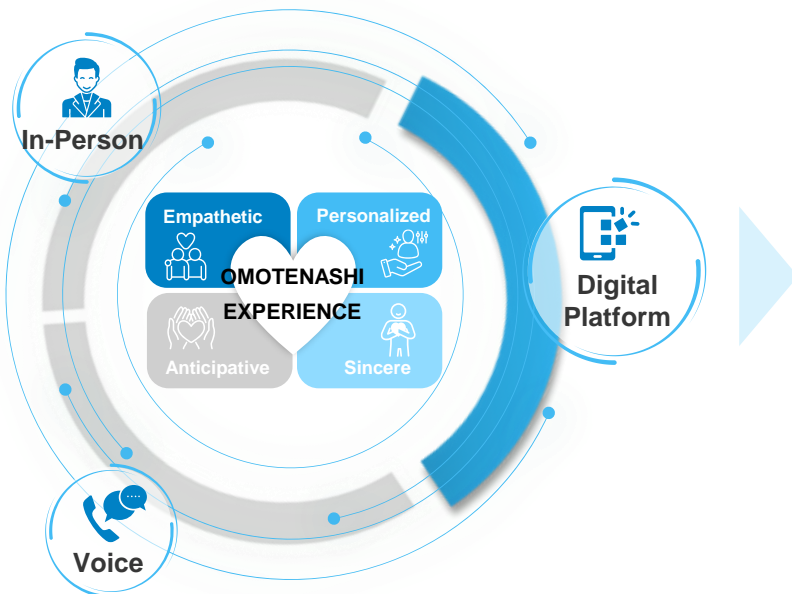 In-Person
Empathetic
Personalized
OMOTENASHI
EXPERIENCE
Anticipative
Sincere
Digital
Platform
Voice